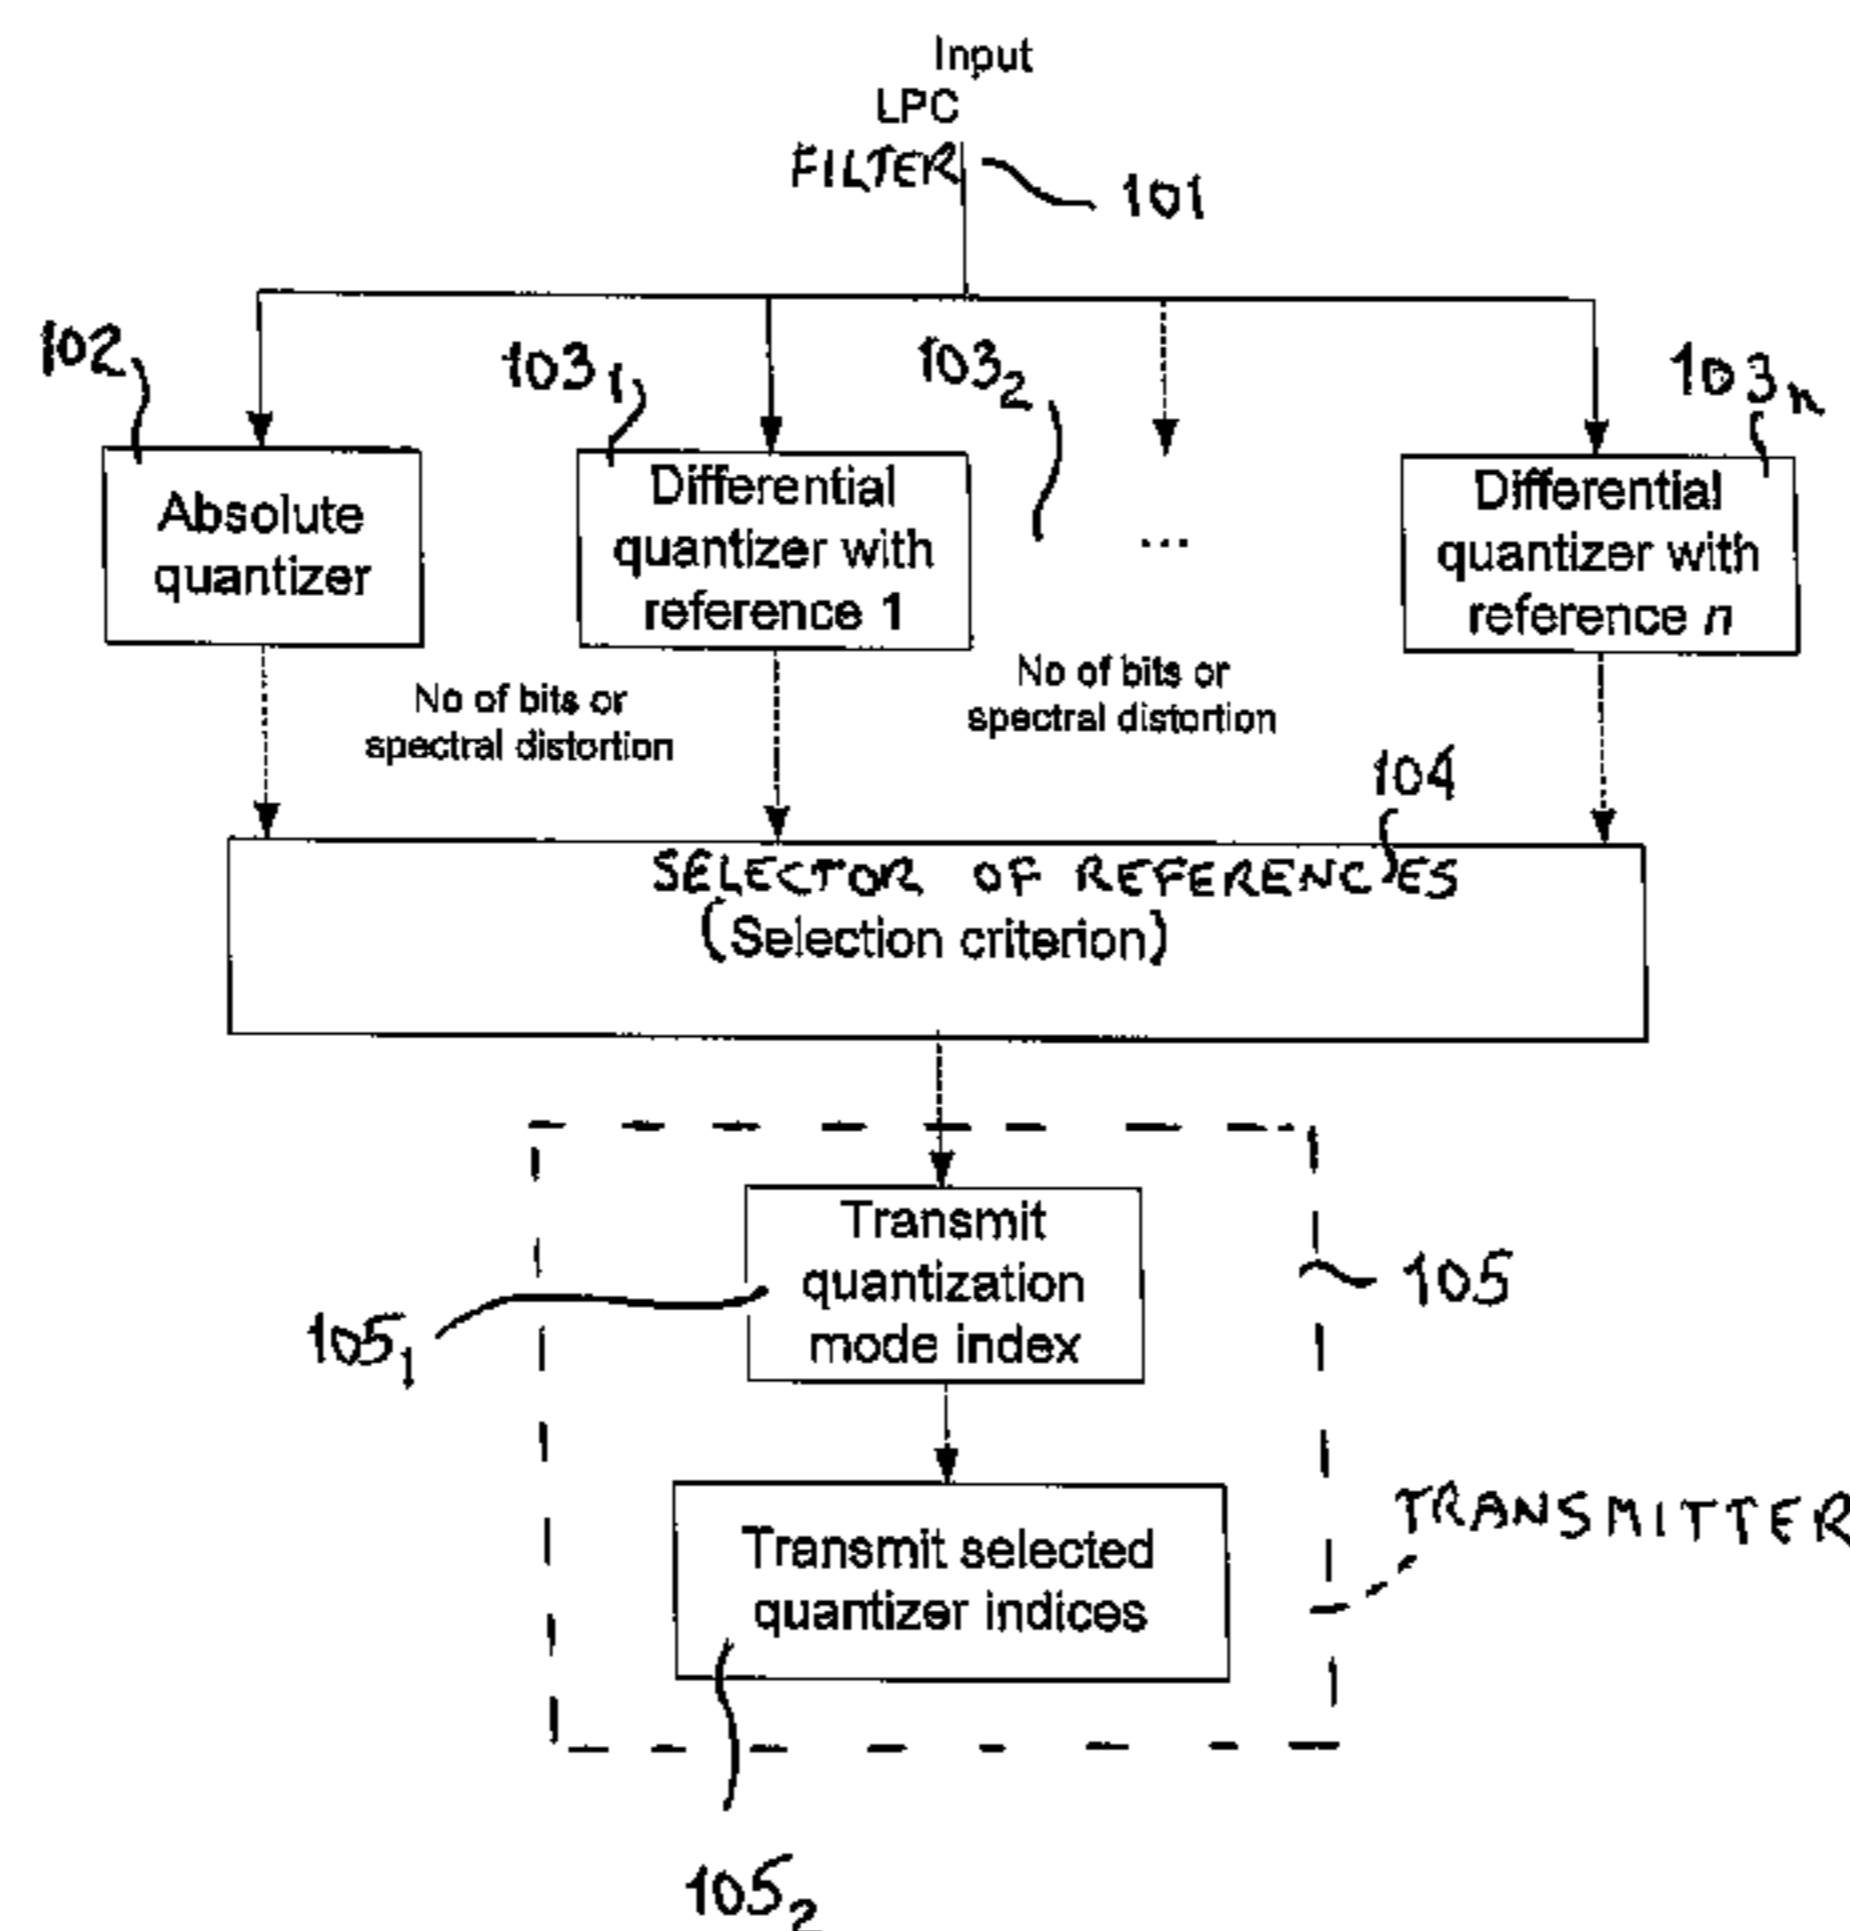 Input
LPC
FILTER
101
102
103₁
103₂
103ₙ
Absolute
quantizer
Differential
quantizer with
reference 1
...
Differential
quantizer with
reference n
No of bits or
spectral distortion
No of bits or
spectral distortion
104
SELECTOR OF REFERENCES
(Selection criterion)
Transmit
quantization
mode index
105
105₁
Transmit selected
quantizer indices
TRANSMITTER
105₂